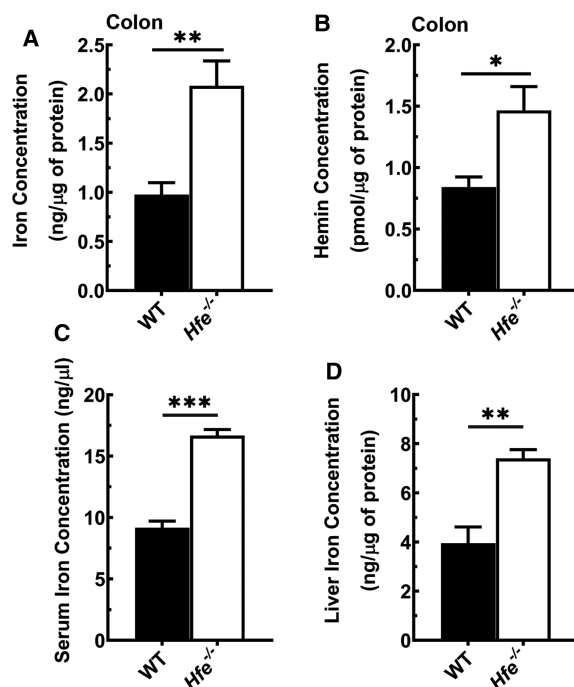 A
Colon
**
Iron Concentration
(ng/µg of protein)
2.5
2.0
1.5
1.0
0.5
0.0
WT
Hfe-/-
B
Colon
*
Hemin Concentration
(pmol/µg of protein)
2.0
1.5
1.0
0.5
0.0
WT
Hfe-/-
C
***
Serum Iron Concentration (ng/µl)
20
15
10
5
0
WT
Hfe-/-
D
**
Liver Iron Concentration
(ng/µg of protein)
10
8
6
4
2
0
WT
Hfe-/-